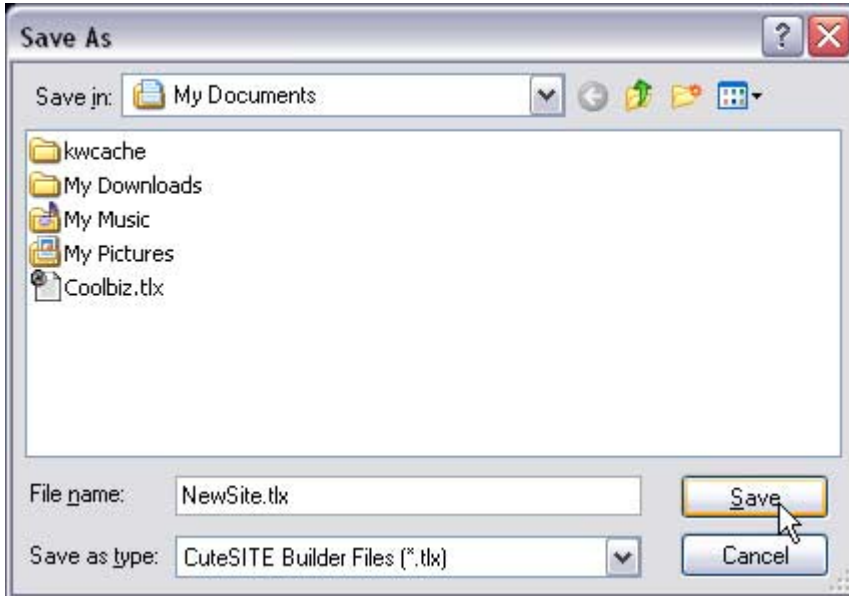 Save As
Save in: My Documents
kwcache
My Downloads
My Music
My Pictures
Coolbiz.tlx
File name: NewSite.tlx Save
Save as type: CuteSITE Builder Files (*.tlx) Cancel